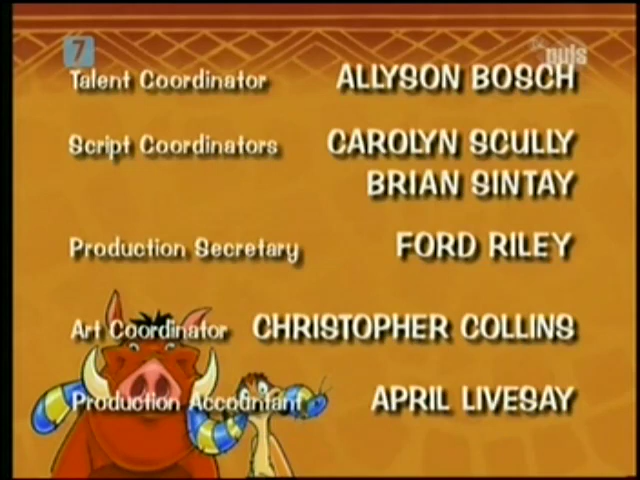 7
Talent Coordinator ALLYSON BOSCH
Script Coordinators CAROLYN SCULLY
BRIAN SINTAY
Production Secretary FORD RILEY
Art Coordinator CHRISTOPHER COLLINS
Production Accountant APRIL LIVESAY